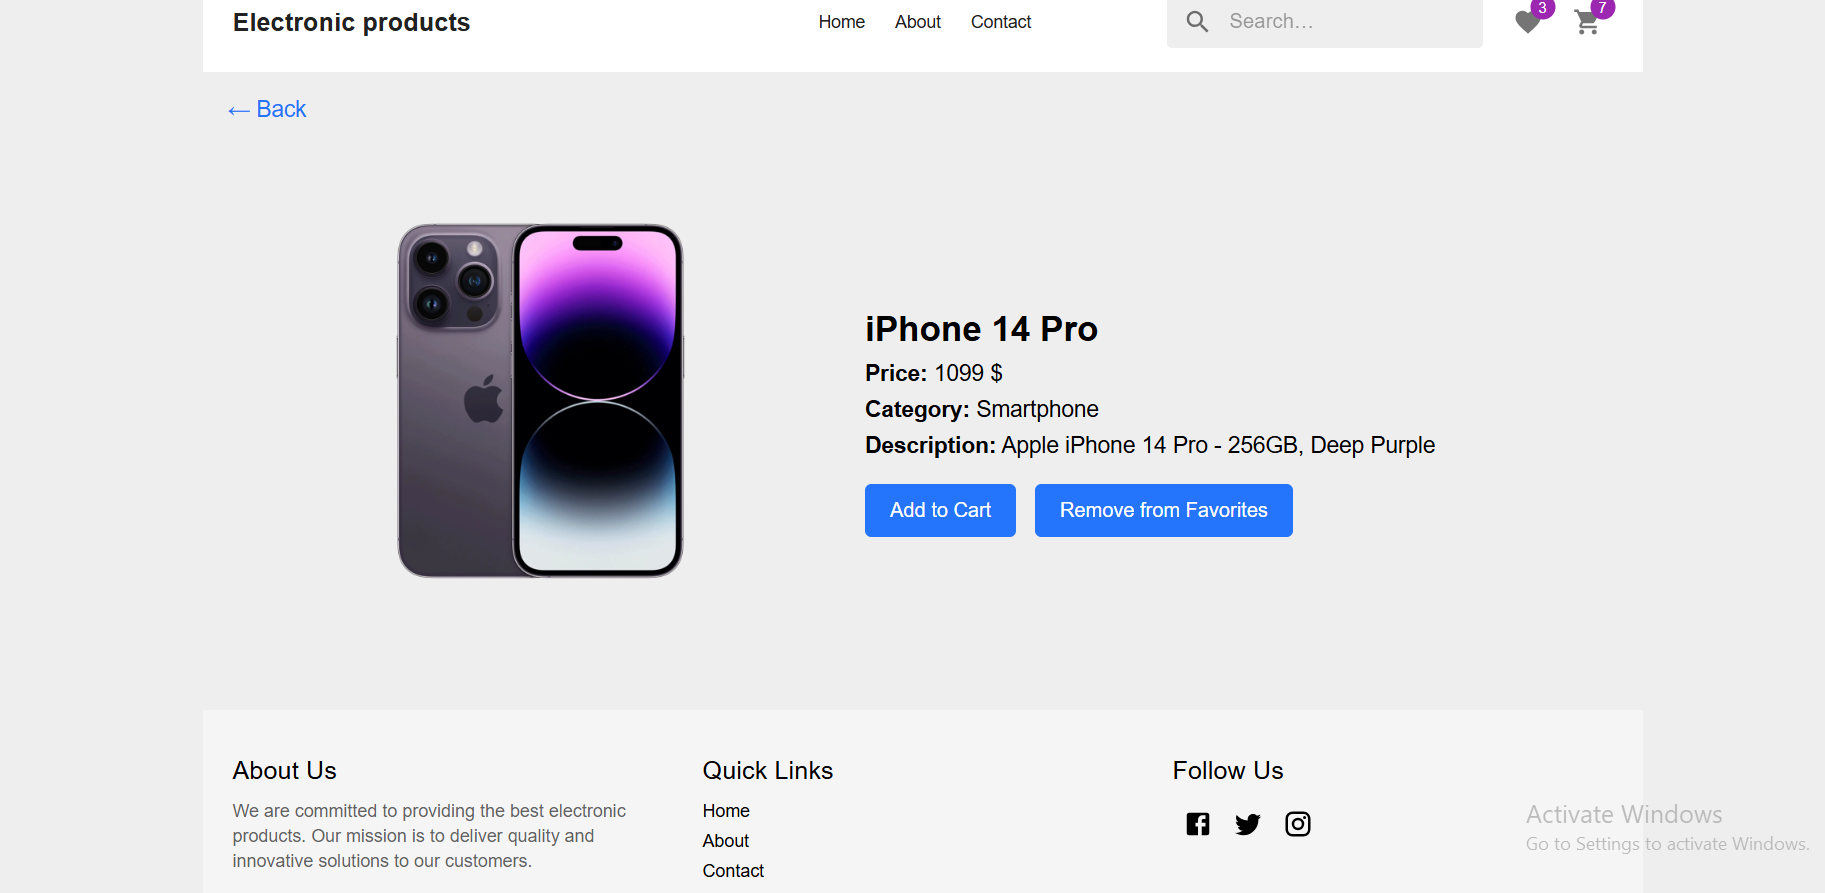 Electronic products
Home About Contact
Search…
3
7
← Back
iPhone 14 Pro
Price: 1099 $
Category: Smartphone
Description: Apple iPhone 14 Pro - 256GB, Deep Purple
Add to Cart Remove from Favorites
About Us
We are committed to providing the best electronic
products. Our mission is to deliver quality and
innovative solutions to our customers.
Quick Links
Home
About
Contact
Follow Us
Activate Windows
Go to Settings to activate Windows.